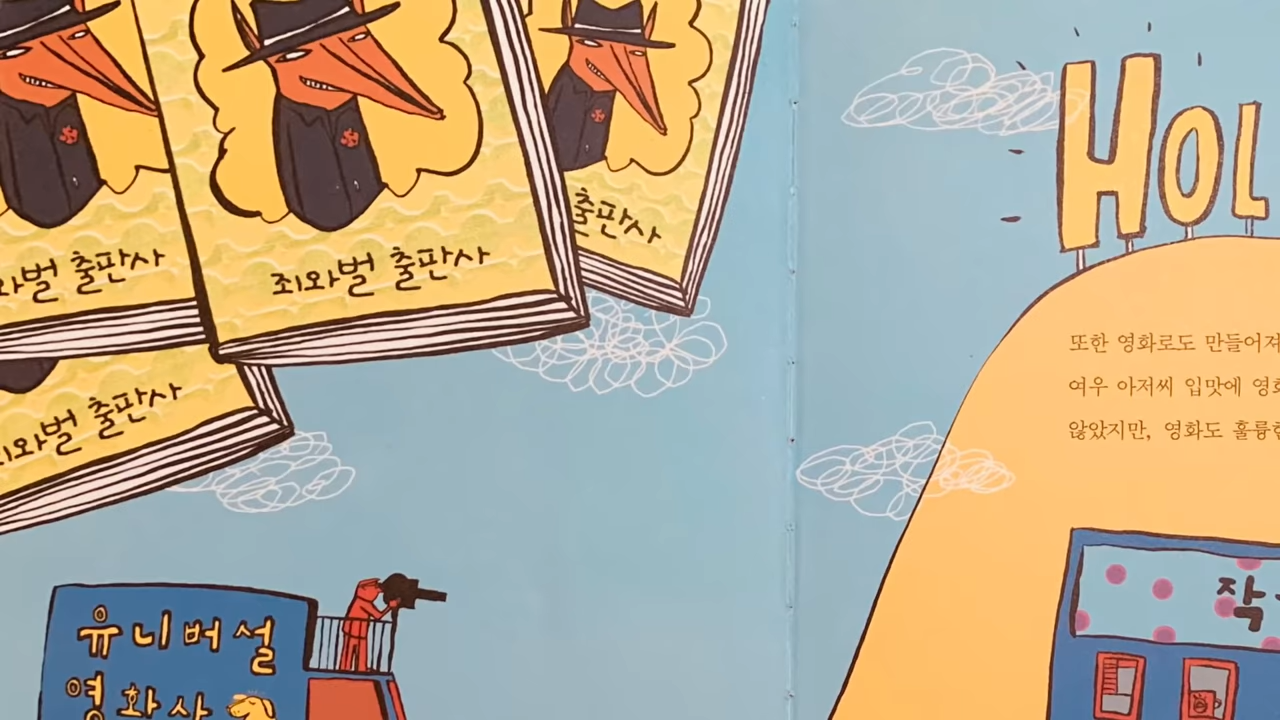 출판사
죄와벌 출판사
와벌 출판사
죄와벌 출판사
유니버설
영화사
HOL
또한 영화로도 만들어져
여우 아저씨 입맛에 영화
않았지만, 영화도 훌륭한
작